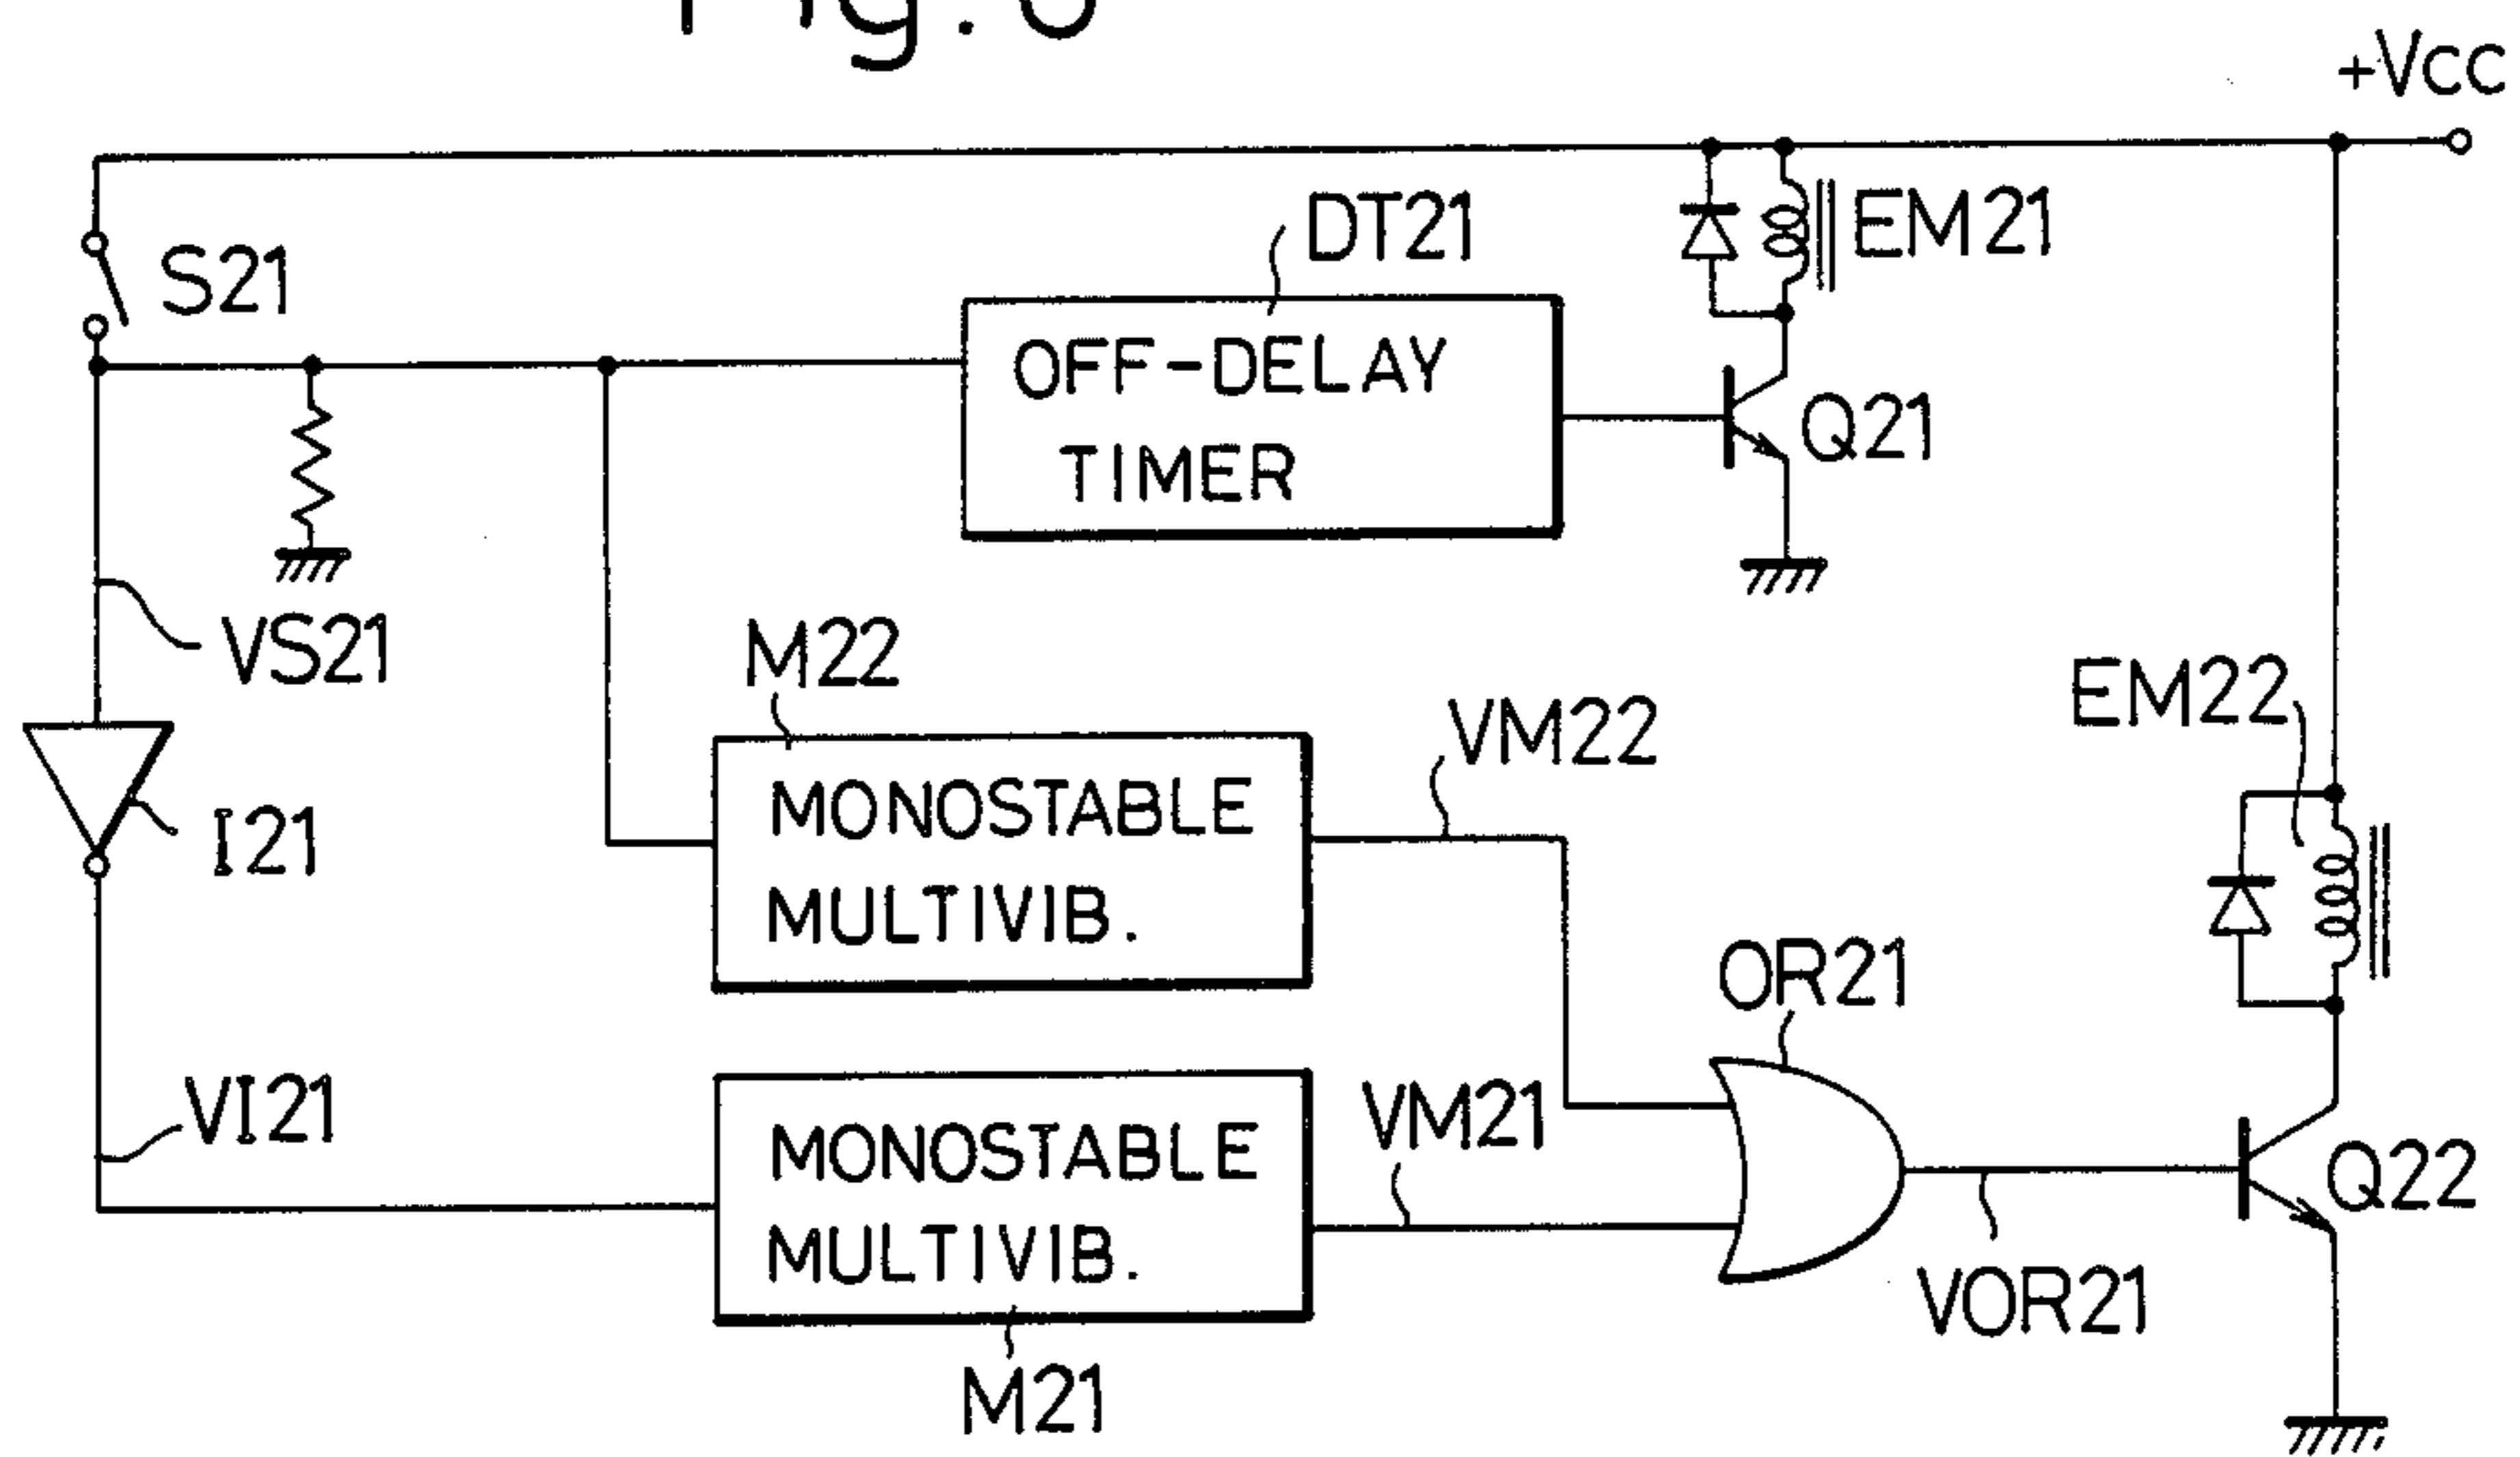 +VCC
S21
DT21
EM21
OFF-DELAY
TIMER
Q21
VS21
M22
VM22
EM22
MONOSTABLE
MULTIVIB.
I21
OR21
VI21
VM21
MONOSTABLE
MULTIVIB.
Q22
VOR21
M21